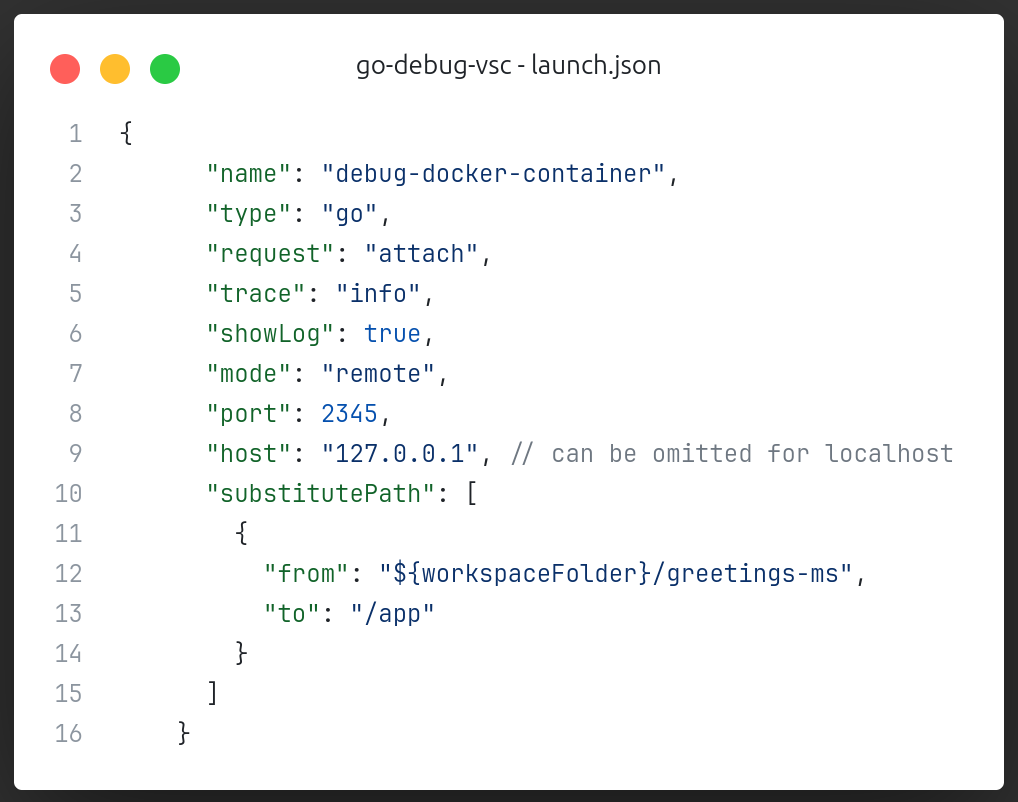 go-debug-vsc - launch.json
1 {
2       "name": "debug-docker-container",
3       "type": "go",
4       "request": "attach",
5       "trace": "info",
6       "showLog": true,
7       "mode": "remote",
8       "port": 2345,
9       "host": "127.0.0.1", // can be omitted for localhost
10       "substitutePath": [
11         {
12           "from": "${workspaceFolder}/greetings-ms",
13           "to": "/app"
14         }
15       ]
16     }